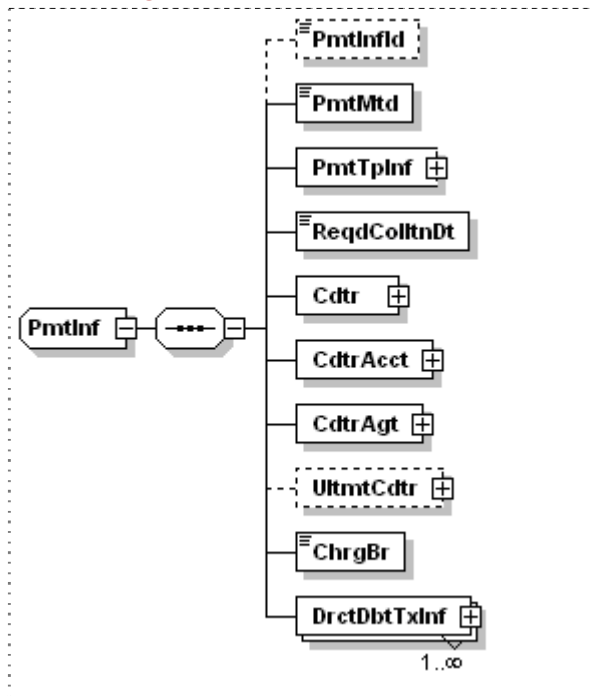 PmtInfId
PmtMtd
PmtTpInf
ReqdColltnDt
Cdtr
PmtInf
CdtrAcct
CdtrAgt
UltmtCdtr
ChrgBr
DrctDbtTxInf
1..∞